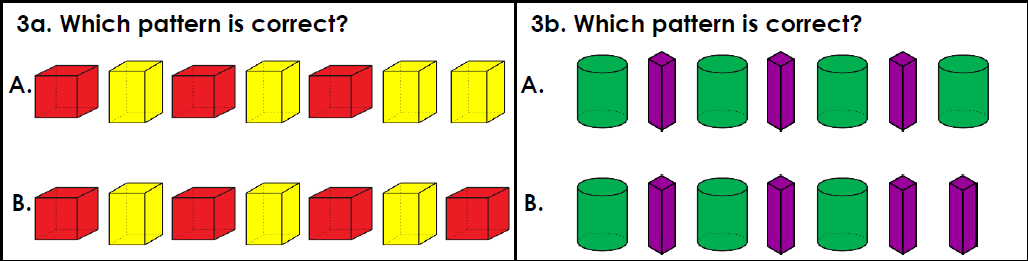 3a. Which pattern is correct?
A.
B.
3b. Which pattern is correct?
A.
B.